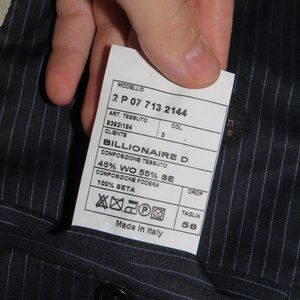 MODELLO
2 P 07 713 2144
ART. TESSUTO COL.
93921184 3
CLIENTE
BILLIONAIRE D
COMPOSIZIONE TESSUTO
45% WO 55% SE
COMPOSIZIONE FODERA DROP
100% SETA
TAGLIA
P 58
Made in Italy